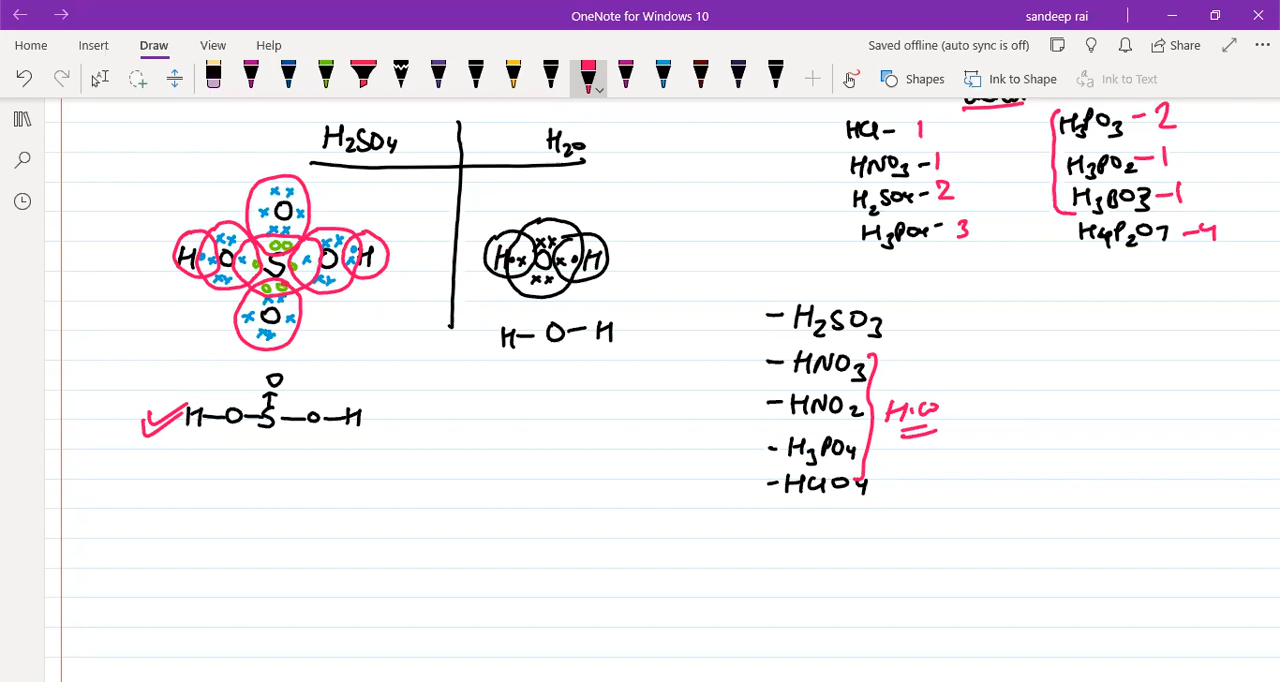 OneNote for Windows 10
sandeep rai
Home Insert Draw View Help
Saved offline (auto sync is off)
Share
Shapes
Ink to Shape
Ink to Text
H2SO4
H2O
O
H O S O H
O
H O H
H-O-H
O
H-O-S-O-H
HCl- 1
HNO3 - 1
H2SO4 - 2
H3PO4 - 3
H3PO3 - 2
H3PO2 - 1
H3BO3 - 1
H4P2O7 - 4
- H2SO3
- HNO3
- HNO2
- H3PO4
- HClO4
H.W